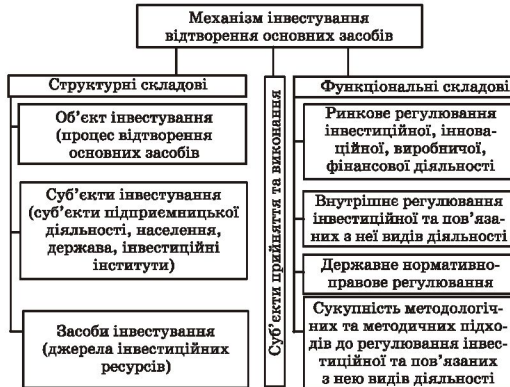 Механізм інвестування
відтворення основних засобів
Структурні складові
Об’єкт інвестування
(процес відтворення
основних засобів
Суб’єкти інвестування
(суб’єкти підприємницької
діяльності, населення,
держава, інвестиційні
інститути)
Засоби інвестування
(джерела інвестиційних
ресурсів)
Суб’єкти прийняття та виконання
Функціональні складові
Ринкове регулювання
інвестиційної, іннова-
ційної, виробничої,
фінансової діяльності
Внутрішнє регулювання
інвестиційної та пов’яза-
них з неї видів діяльності
Державне нормативно-
правове регулювання
Сукупність методологіч-
них та методичних підхо-
дів до регулювання інвес-
тиційної та пов’язаних
з нею видів діяльності